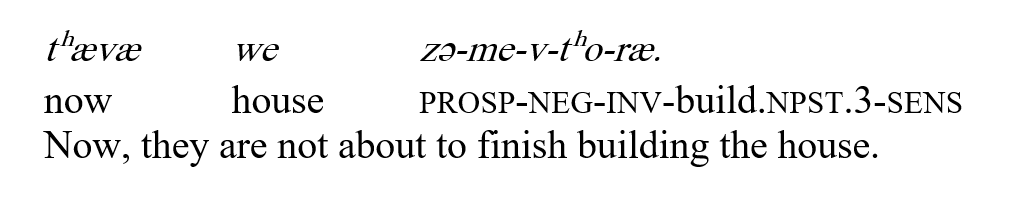 tʰævæ we zə-me-v-tʰo-ræ.
now house PROSP-NEG-INV-build.NPST.3-SENS
Now, they are not about to finish building the house.